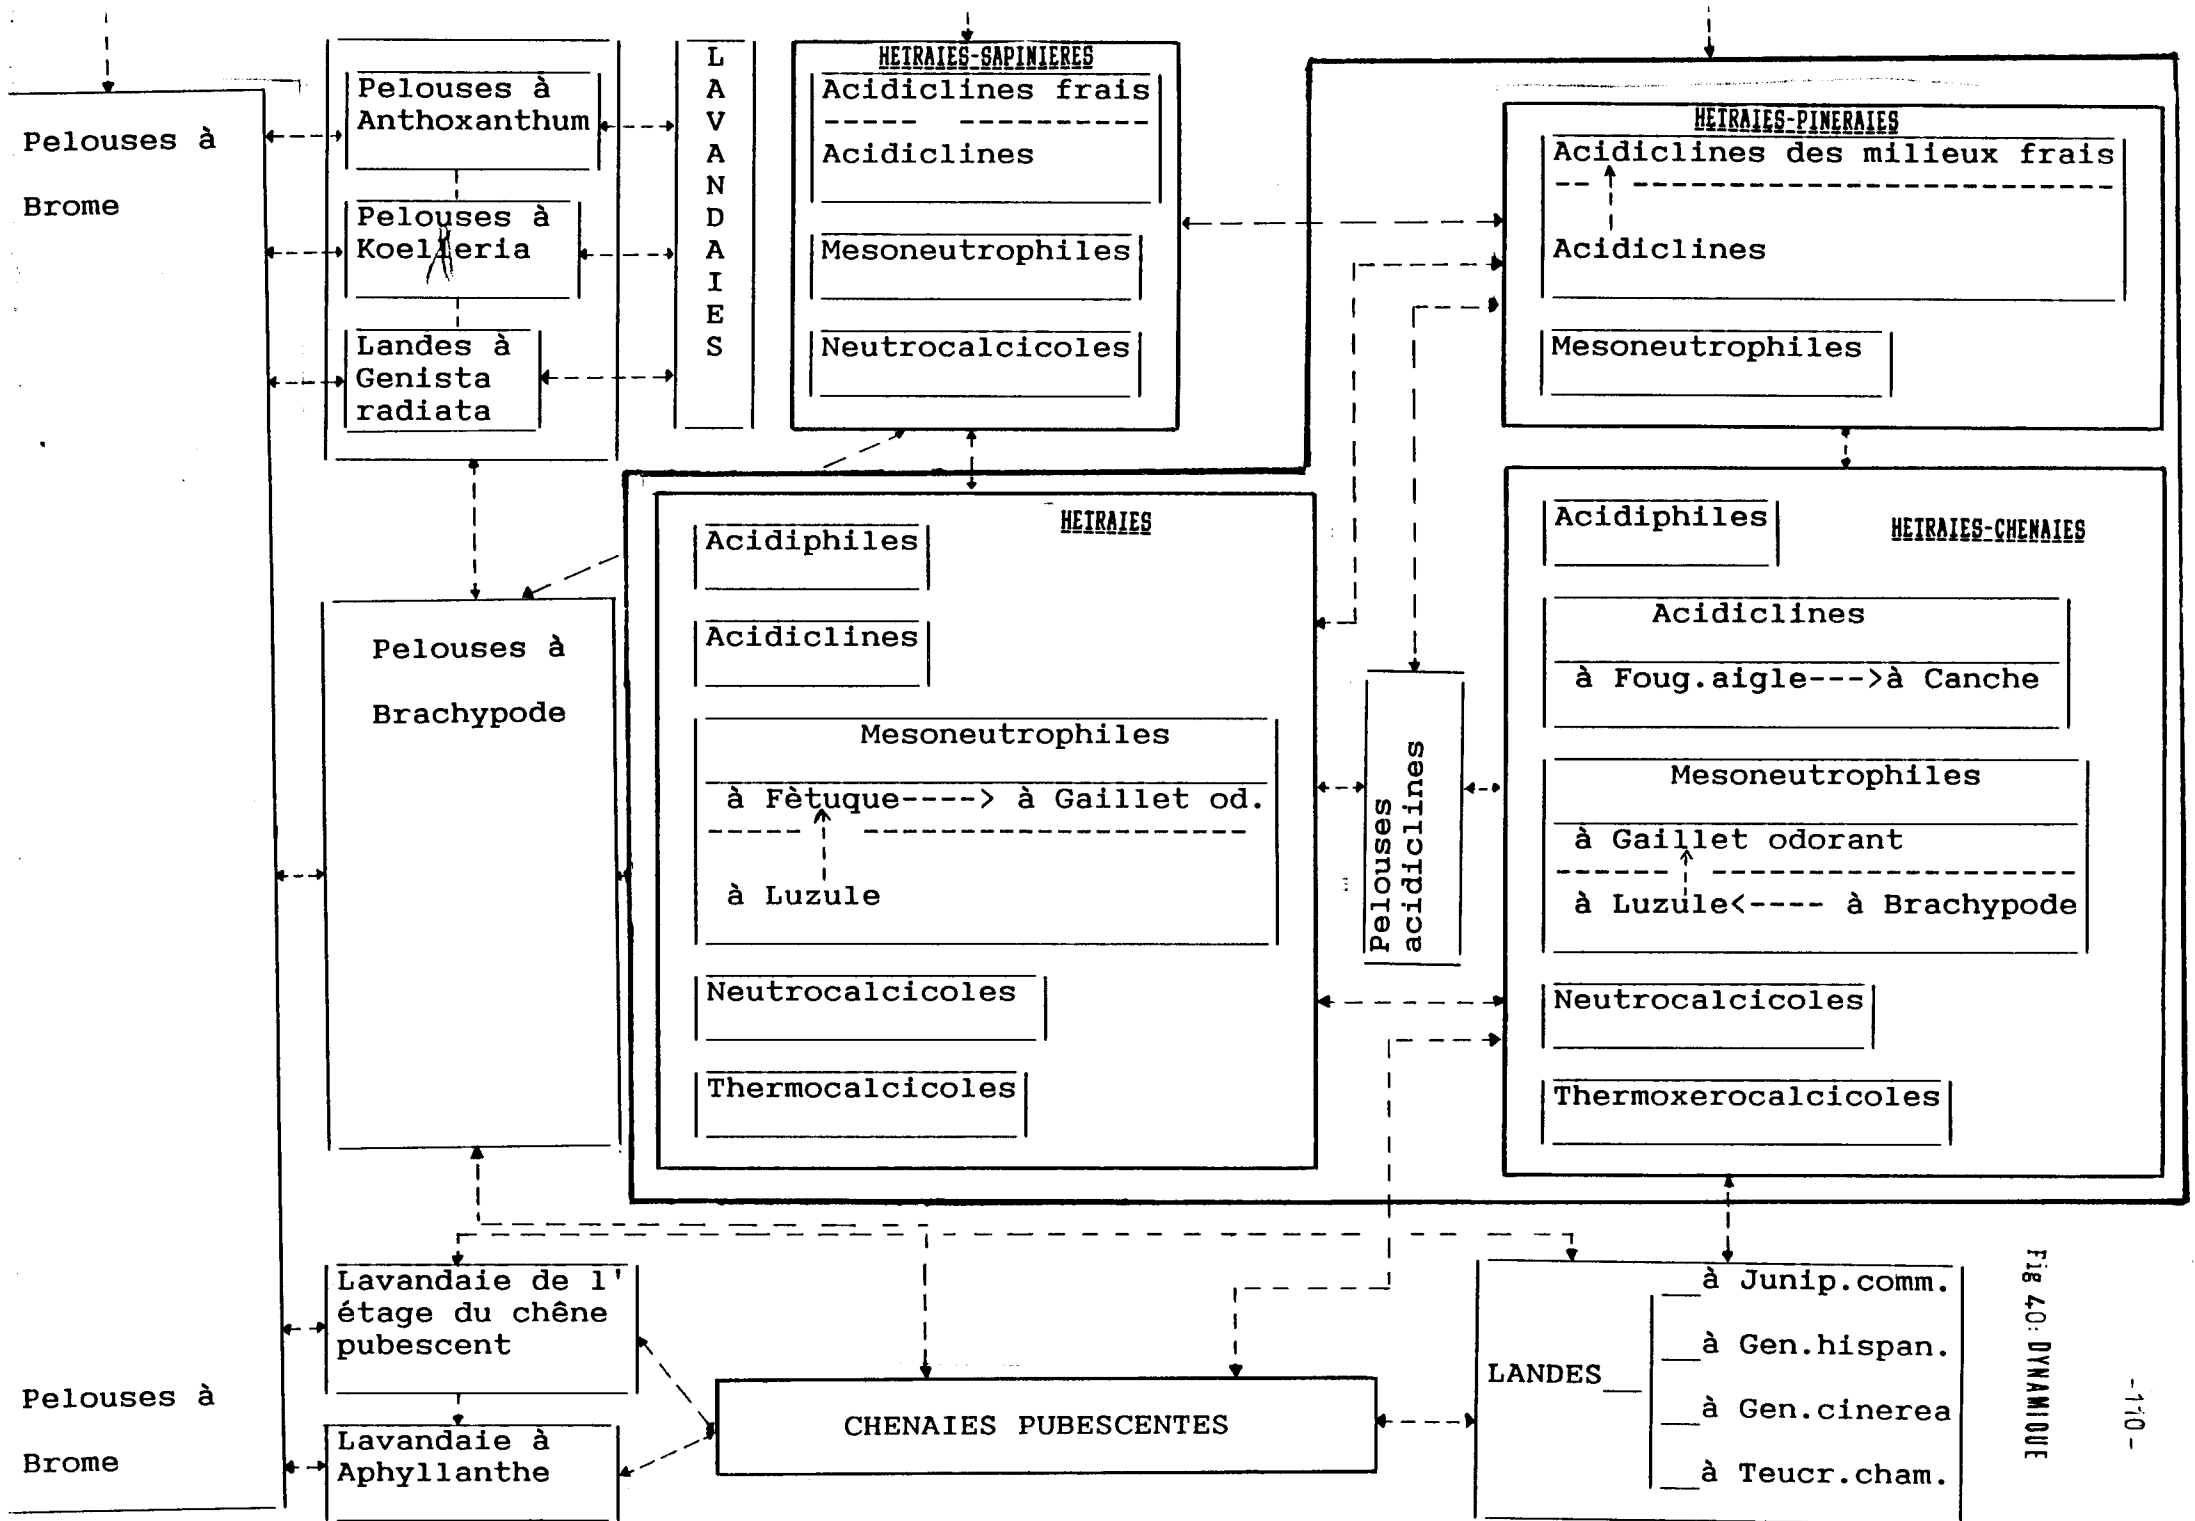 Pelouses à
Brome
Pelouses à
Anthoxanthum
Pelouses à
Koeleria
Landes à
Genista
radiata
LAVANDAIES
HETRAIES-SAPINIERES
Acidiclines frais
Acidiclines
Mesoneutrophiles
Neutrocalcicoles
HETRAIES-PINERAIES
Acidiclines des milieux frais
Acidiclines
Mesoneutrophiles
Pelouses à
Brachypode
HETRAIES
Acidiphiles
Acidiclines
Mesoneutrophiles
à Fètuque----> à Gaillet od.
à Luzule
Neutrocalcicoles
Thermocalcicoles
Pelouses
acidiclines
HETRAIES-CHENAIES
Acidiphiles
Acidiclines
à Foug.aigle--->à Canche
Mesoneutrophiles
à Gaillet odorant
à Luzule<---- à Brachypode
Neutrocalcicoles
Thermoxerocalcicoles
Pelouses à
Brome
Lavandaie de l'
étage du chêne
pubescent
Lavandaie à
Aphyllanthe
CHENAIES PUBESCENTES
LANDES
à Junip.comm.
à Gen.hispan.
à Gen.cinerea
à Teucr.cham.
Fig 40: DYNAMIQUE
-110-